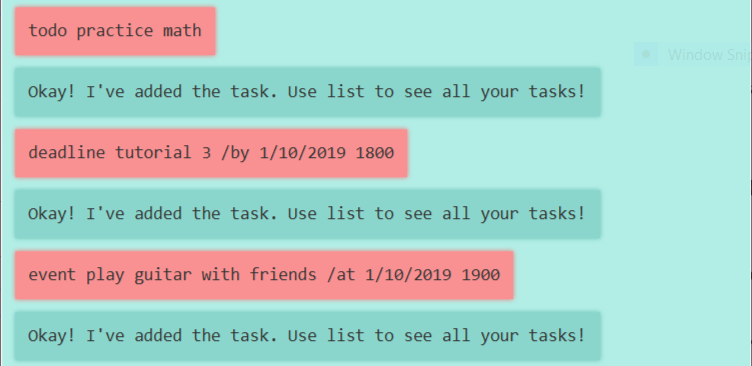 todo practice math
Window Snip
Okay! I've added the task. Use list to see all your tasks!
deadline tutorial 3 /by 1/10/2019 1800
Okay! I've added the task. Use list to see all your tasks!
event play guitar with friends /at 1/10/2019 1900
Okay! I've added the task. Use list to see all your tasks!